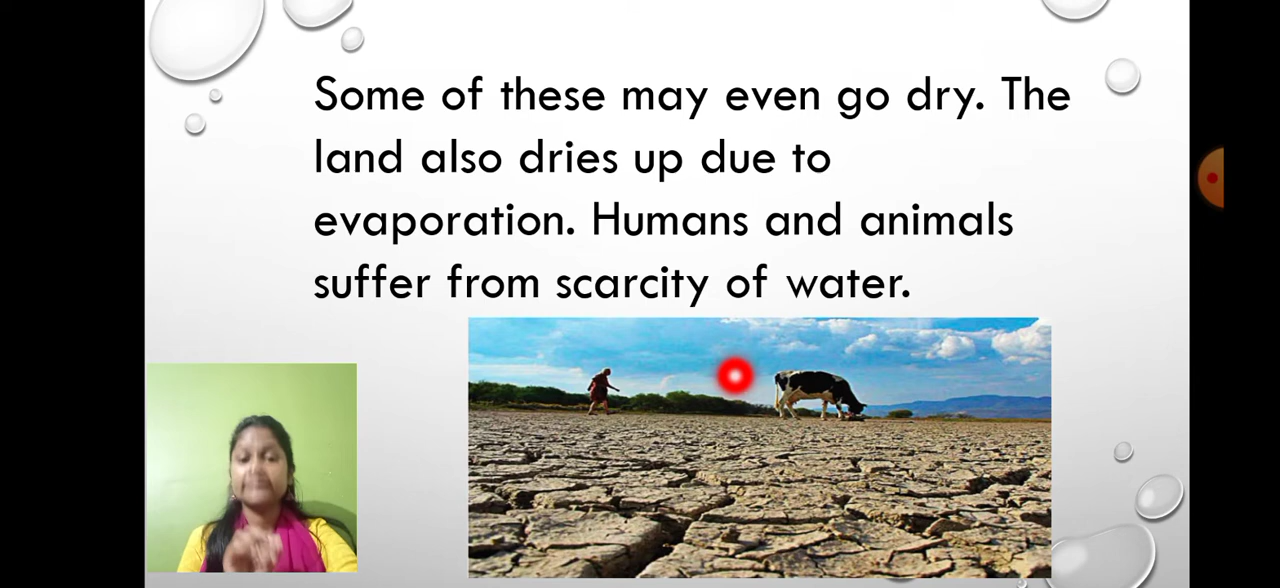 Some of these may even go dry. The
land also dries up due to
evaporation. Humans and animals
suffer from scarcity of water.